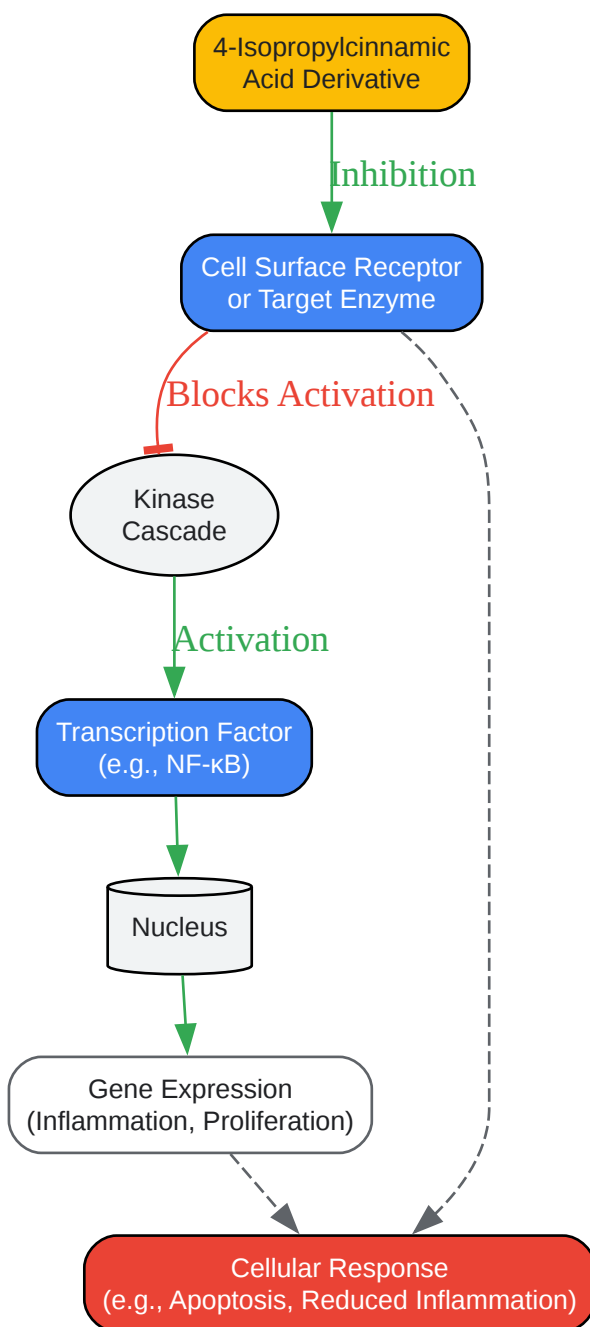 4-Isopropylcinnamic
Acid Derivative
Inhibition
Cell Surface Receptor
or Target Enzyme
Blocks Activation
Kinase
Cascade
Activation
Transcription Factor
(e.g., NF-κB)
Nucleus
Gene Expression
(Inflammation, Proliferation)
Cellular Response
(e.g., Apoptosis, Reduced Inflammation)